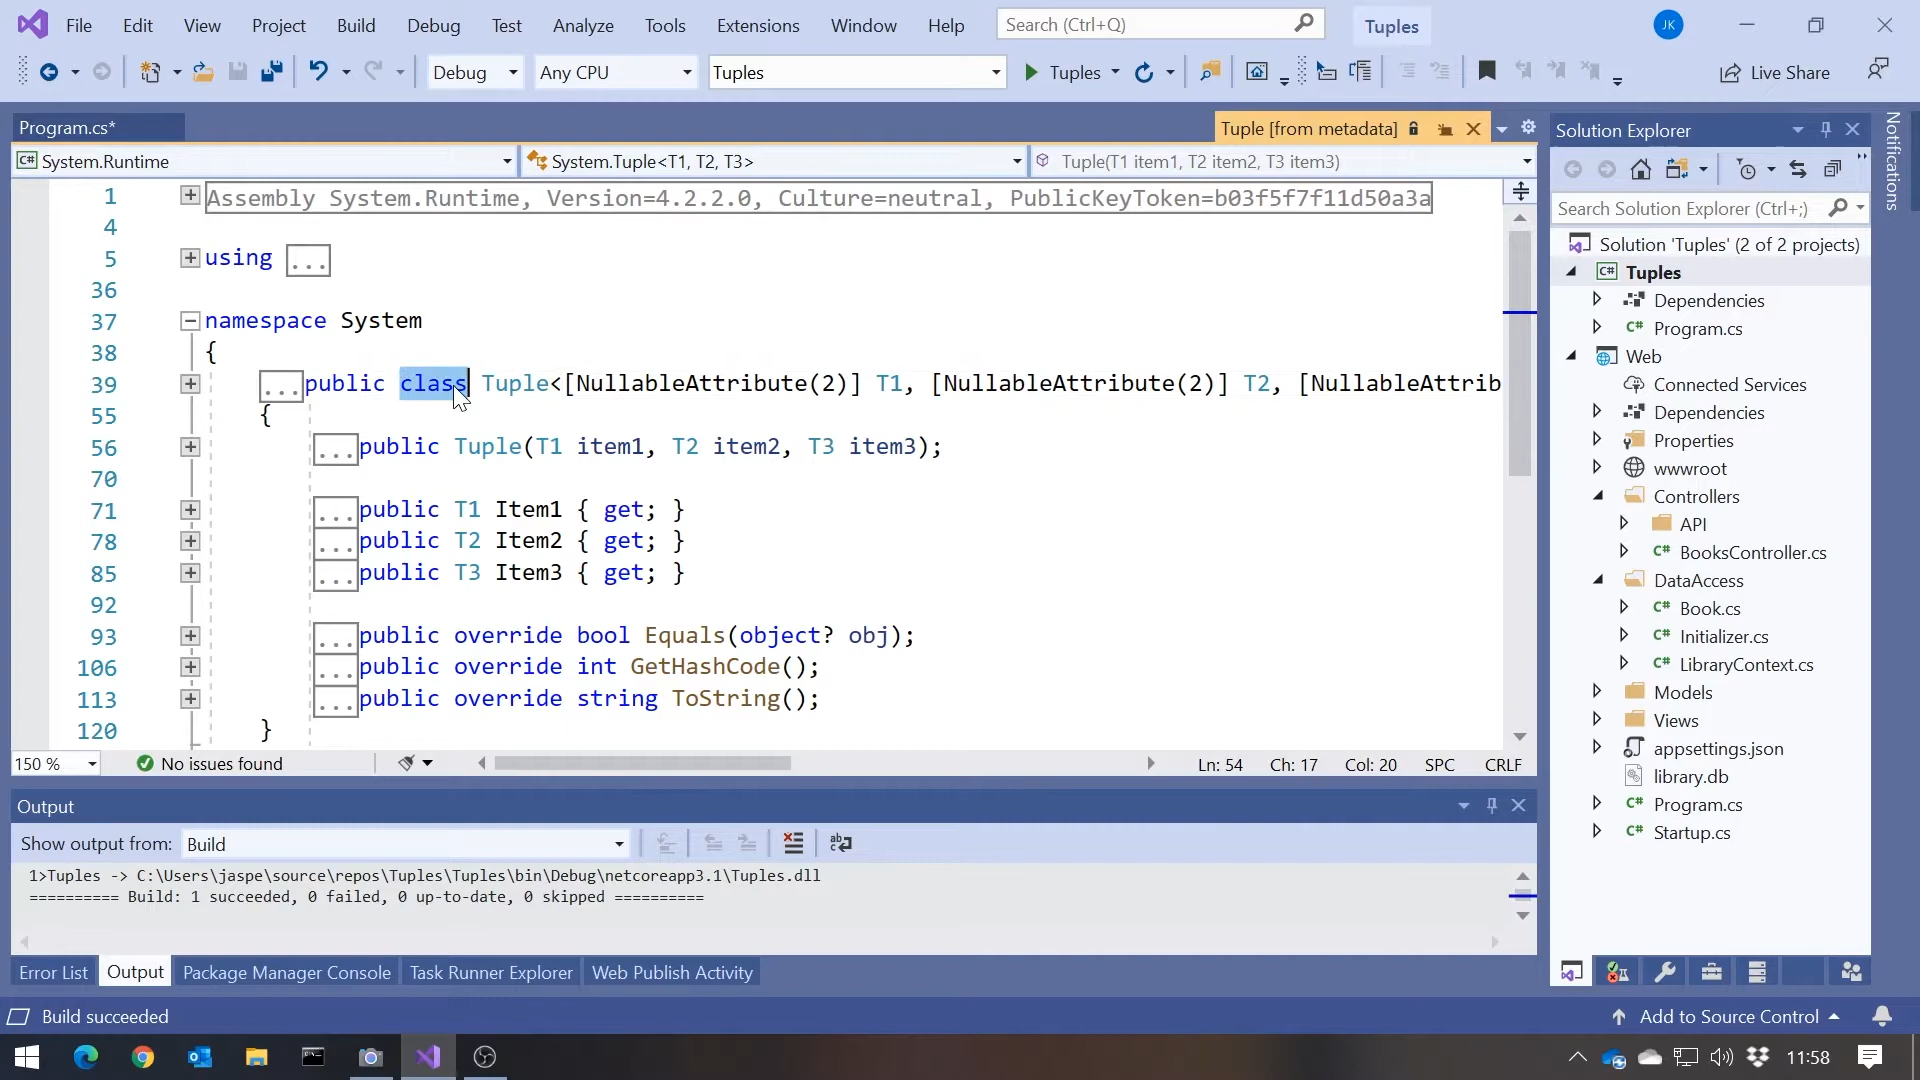 File Edit View Project Build Debug Test Analyze Tools Extensions Window Help Search (Ctrl+Q) Tuples JK
Debug Any CPU Tuples Tuples Live Share
Program.cs* Tuple [from metadata]
System.Runtime System.Tuple<T1, T2, T3> Tuple(T1 item1, T2 item2, T3 item3)
1 Assembly System.Runtime, Version=4.2.2.0, Culture=neutral, PublicKeyToken=b03f5f7f11d50a3a
4
5 using ...
36
37 namespace System
38 {
39 ...public class Tuple<[NullableAttribute(2)] T1, [NullableAttribute(2)] T2, [NullableAttrib
55 {
56 ...public Tuple(T1 item1, T2 item2, T3 item3);
70
71 ...public T1 Item1 { get; }
78 ...public T2 Item2 { get; }
85 ...public T3 Item3 { get; }
92
93 ...public override bool Equals(object? obj);
106 ...public override int GetHashCode();
113 ...public override string ToString();
120 }
150 % No issues found Ln: 54 Ch: 17 Col: 20 SPC CRLF
Output
Show output from: Build
1>Tuples -> C:\Users\jaspe\source\repos\Tuples\Tuples\bin\Debug\netcoreapp3.1\Tuples.dll
========== Build: 1 succeeded, 0 failed, 0 up-to-date, 0 skipped ==========
Error List Output Package Manager Console Task Runner Explorer Web Publish Activity
Solution Explorer
Search Solution Explorer (Ctrl+;)
Solution 'Tuples' (2 of 2 projects)
C# Tuples
Dependencies
C# Program.cs
Web
Connected Services
Dependencies
Properties
wwwroot
Controllers
API
C# BooksController.cs
DataAccess
C# Book.cs
C# Initializer.cs
C# LibraryContext.cs
Models
Views
appsettings.json
library.db
C# Program.cs
C# Startup.cs
Notifications
Build succeeded Add to Source Control
11:58